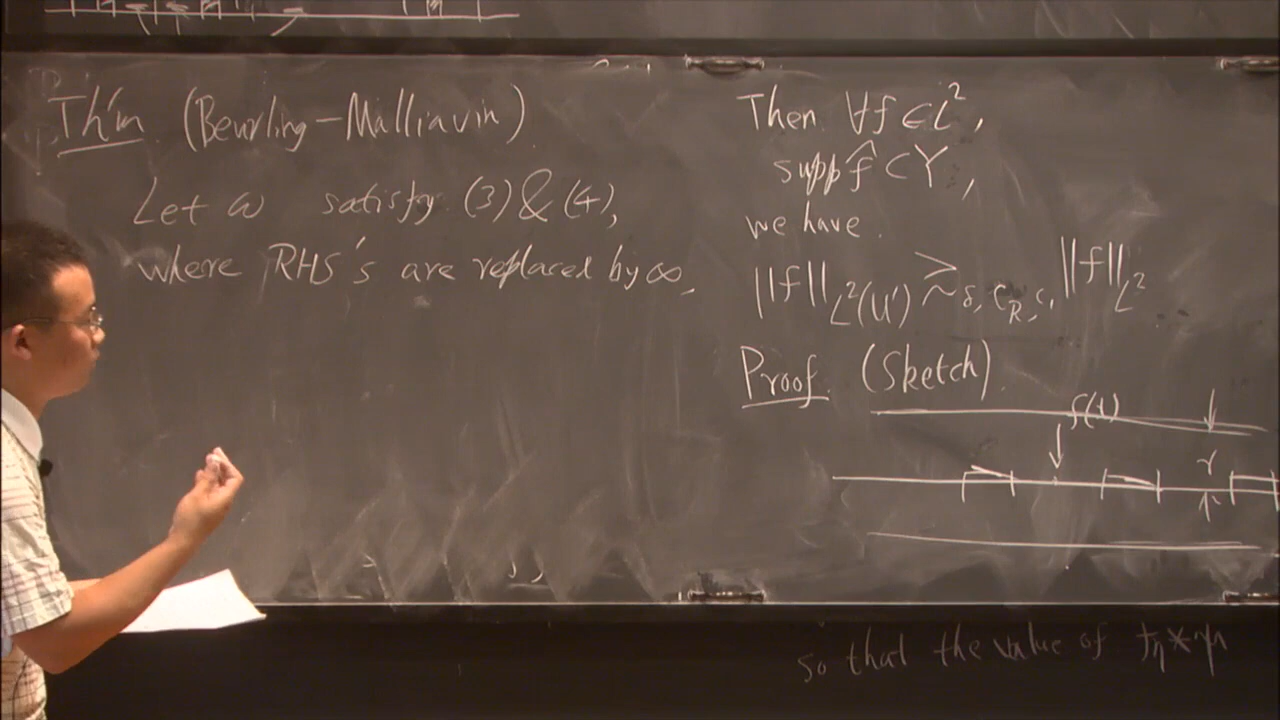 Th'm (Beurling-Malliavin)
Let ω satisfy (3) & (4),
where RHS's are replaced by ∞,
Then ∀f ∈ L²,
supp f̂ ⊂ Y,
we have
||f||_{L²(U')} ≳_{δ, C_R, C_1} ||f||_{L²}
Proof (Sketch)
f(t)
r
so that the value of